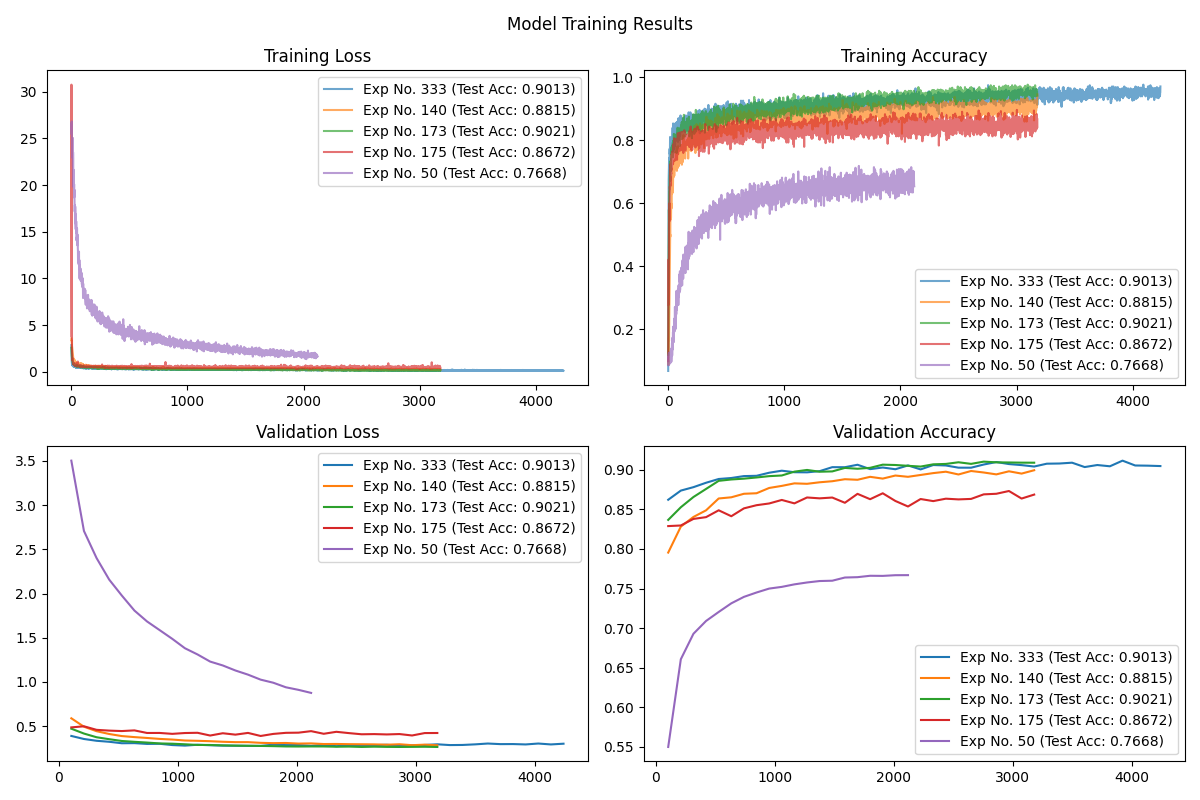 Model Training Results
Training Loss
30
25
20
15
10
5
0
0
1000
2000
3000
4000
Exp No. 333 (Test Acc: 0.9013)
Exp No. 140 (Test Acc: 0.8815)
Exp No. 173 (Test Acc: 0.9021)
Exp No. 175 (Test Acc: 0.8672)
Exp No. 50 (Test Acc: 0.7668)
Training Accuracy
1.0
0.8
0.6
0.4
0.2
0
1000
2000
3000
4000
Exp No. 333 (Test Acc: 0.9013)
Exp No. 140 (Test Acc: 0.8815)
Exp No. 173 (Test Acc: 0.9021)
Exp No. 175 (Test Acc: 0.8672)
Exp No. 50 (Test Acc: 0.7668)
Validation Loss
3.5
3.0
2.5
2.0
1.5
1.0
0.5
0
1000
2000
3000
4000
Exp No. 333 (Test Acc: 0.9013)
Exp No. 140 (Test Acc: 0.8815)
Exp No. 173 (Test Acc: 0.9021)
Exp No. 175 (Test Acc: 0.8672)
Exp No. 50 (Test Acc: 0.7668)
Validation Accuracy
0.90
0.85
0.80
0.75
0.70
0.65
0.60
0.55
0
1000
2000
3000
4000
Exp No. 333 (Test Acc: 0.9013)
Exp No. 140 (Test Acc: 0.8815)
Exp No. 173 (Test Acc: 0.9021)
Exp No. 175 (Test Acc: 0.8672)
Exp No. 50 (Test Acc: 0.7668)